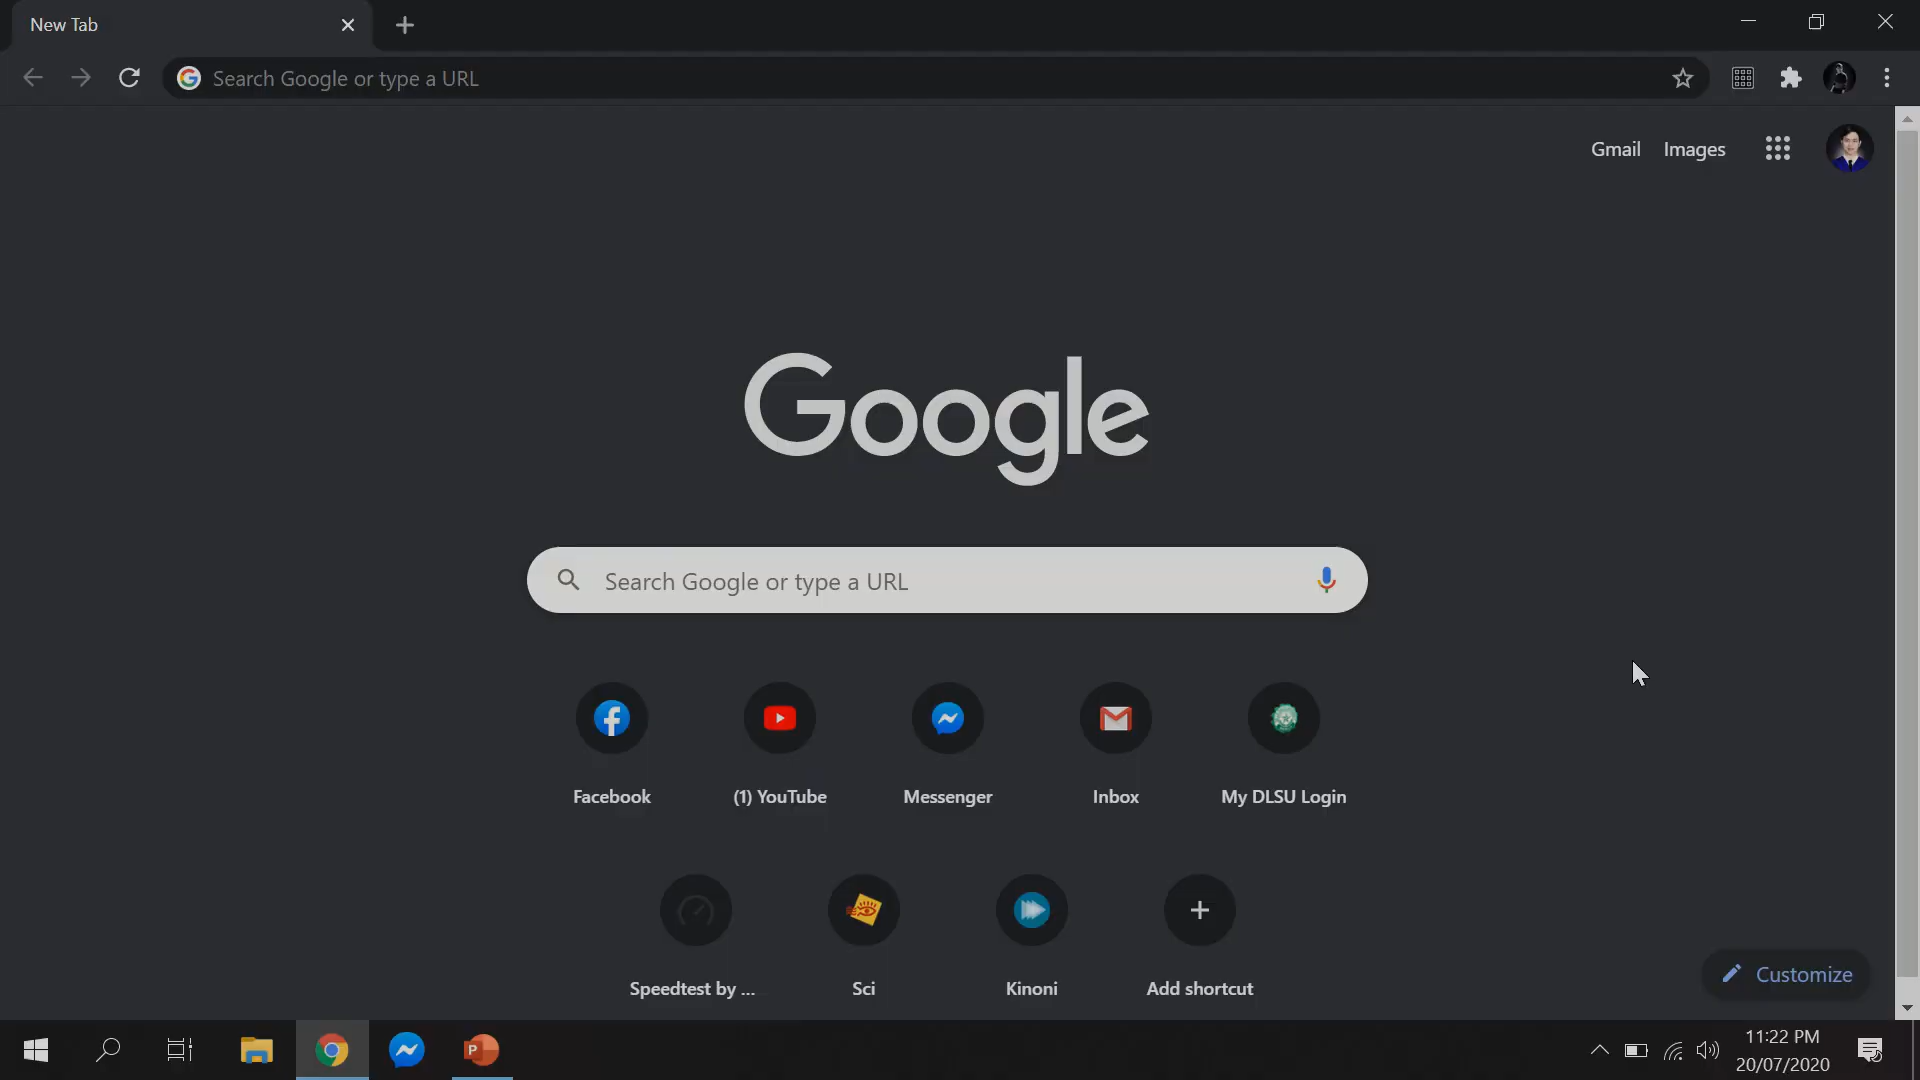 New Tab
Search Google or type a URL
Gmail Images
Google
Search Google or type a URL
Facebook (1) YouTube Messenger Inbox My DLSU Login
Speedtest by ... Sci Kinoni Add shortcut
Customize
11:22 PM
20/07/2020